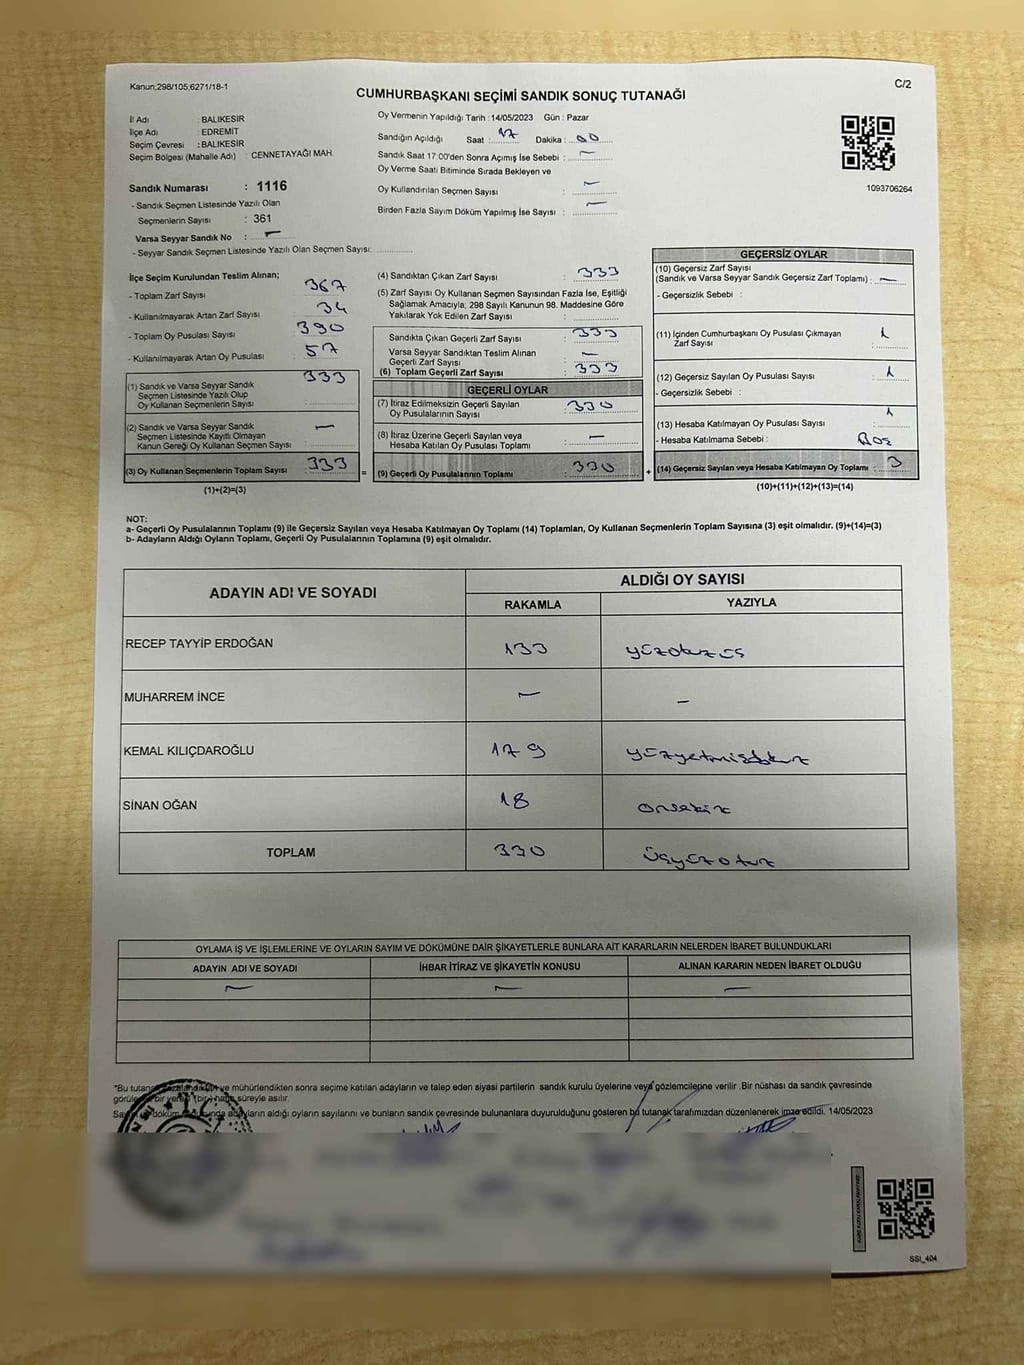 Kanun;298/105;6271/18-1
C/2
CUMHURBAŞKANI SEÇİMİ SANDIK SONUÇ TUTANAĞI
İl Adı : BALIKESİR
İlçe Adı : EDREMİT
Seçim Çevresi : BALIKESİR
Seçim Bölgesi (Mahalle Adı) : CENNETAYAĞI MAH.
Sandık Numarası : 1116
- Sandık Seçmen Listesinde Yazılı Olan
Seçmenlerin Sayısı : 361
Varsa Seyyar Sandık No : —
- Seyyar Sandık Seçmen Listesinde Yazılı Olan Seçmen Sayısı:
Oy Vermenin Yapıldığı Tarih : 14/05/2023 Gün : Pazar
Sandığın Açıldığı Saat : 17 Dakika : 00
Sandık Saat 17:00'den Sonra Açımış İse Sebebi : —
Oy Verme Saati Bitiminde Sırada Bekleyen ve
Oy Kullandırılan Seçmen Sayısı : —
Birden Fazla Sayım Döküm Yapılmış İse Sayısı : —
1093706264
İlçe Seçim Kurulundan Teslim Alınan;
- Toplam Zarf Sayısı : 367
- Kullanılmayarak Artan Zarf Sayısı : 34
- Toplam Oy Pusulası Sayısı : 390
- Kullanılmayarak Artan Oy Pusulası : 57
(1) Sandık ve Varsa Seyyar Sandık
Seçmen Listesinde Yazılı Olup
Oy Kullanan Seçmenlerin Sayısı : 333
(2) Sandık ve Varsa Seyyar Sandık
Seçmen Listesinde Kayıtlı Olmayan
Kanun Gereği Oy Kullanan Seçmen Sayısı : —
(3) Oy Kullanan Seçmenlerin Toplam Sayısı : 333
(1)+(2)=(3)
=
(4) Sandıktan Çıkan Zarf Sayısı : 333
(5) Zarf Sayısı Oy Kullanan Seçmen Sayısından Fazla İse, Eşitliği
Sağlamak Amacıyla; 298 Sayılı Kanunun 98. Maddesine Göre
Yakılarak Yok Edilen Zarf Sayısı :
Sandıkta Çıkan Geçerli Zarf Sayısı : 333
Varsa Seyyar Sandıktan Teslim Alınan
Geçerli Zarf Sayısı : —
(6) Toplam Geçerli Zarf Sayısı : 333
GEÇERLİ OYLAR
(7) İtiraz Edilmeksizin Geçerli Sayılan
Oy Pusulalarının Sayısı : 330
(8) İtiraz Üzerine Geçerli Sayılan veya
Hesaba Katılan Oy Pusulası Sayısı : —
(9) Geçerli Oy Pusulalarının Toplamı : 330
+
GEÇERSİZ OYLAR
(10) Geçersiz Zarf Sayısı
(Sandık ve Varsa Seyyar Sandık Geçersiz Zarf Toplamı) : —
- Geçersizlik Sebebi :
(11) İçinden Cumhurbaşkanı Oy Pusulası Çıkmayan
Zarf Sayısı : 1
(12) Geçersiz Sayılan Oy Pusulası Sayısı : 1
- Geçersizlik Sebebi :
(13) Hesaba Katılmayan Oy Pusulası Sayısı : 1
- Hesaba Katılmama Sebebi : Boş
(14) Geçersiz Sayılan veya Hesaba Katılmayan Oy Toplamı : 3
(10)+(11)+(12)+(13)=(14)
NOT:
a- Geçerli Oy Pusulalarının Toplamı (9) ile Geçersiz Sayılan veya Hesaba Katılmayan Oy Toplamı (14) Toplamları, Oy Kullanan Seçmenlerin Toplam Sayısına (3) eşit olmalıdır. (9)+(14)=(3)
b- Adayların Aldığı Oyların Toplamı, Geçerli Oy Pusulalarının Toplamına (9) eşit olmalıdır.
ADAYIN ADI VE SOYADI
ALDIĞI OY SAYISI
RAKAMLA YAZIYLA
RECEP TAYYİP ERDOĞAN 133 yüzotuzüç
MUHARREM İNCE — —
KEMAL KILIÇDAROĞLU 179 yüzyetmişdokuz
SİNAN OĞAN 18 onsekiz
TOPLAM 330 üçyüzotuz
OYLAMA İŞ VE İŞLEMLERİNE VE OYLARIN SAYIM VE DÖKÜMÜNE DAİR ŞİKAYETLERLE BUNLARA AİT KARARLARIN NELERDEN İBARET BULUNDUKLARI
ADAYIN ADI VE SOYADI İHBAR İTİRAZ VE ŞİKAYETİN KONUSU ALINAN KARARIN NEDEN İBARET OLDUĞU
— — —
"Bu tutanak ve mühürlendikten sonra seçime katılan adayların ve talep eden siyasi partilerin sandık kurulu üyelerine veya gözlemcilerine verilir .Bir nüshası da sandık çevresinde
bir yerde (bir) hafta süreyle asılır.
adayların aldığı oyların sayılarını ve bunların sandık çevresinde bulunanlara duyurulduğunu gösteren bu tutanak tarafımızdan düzenlenerek imza edildi. 14/05/2023
SSI_404